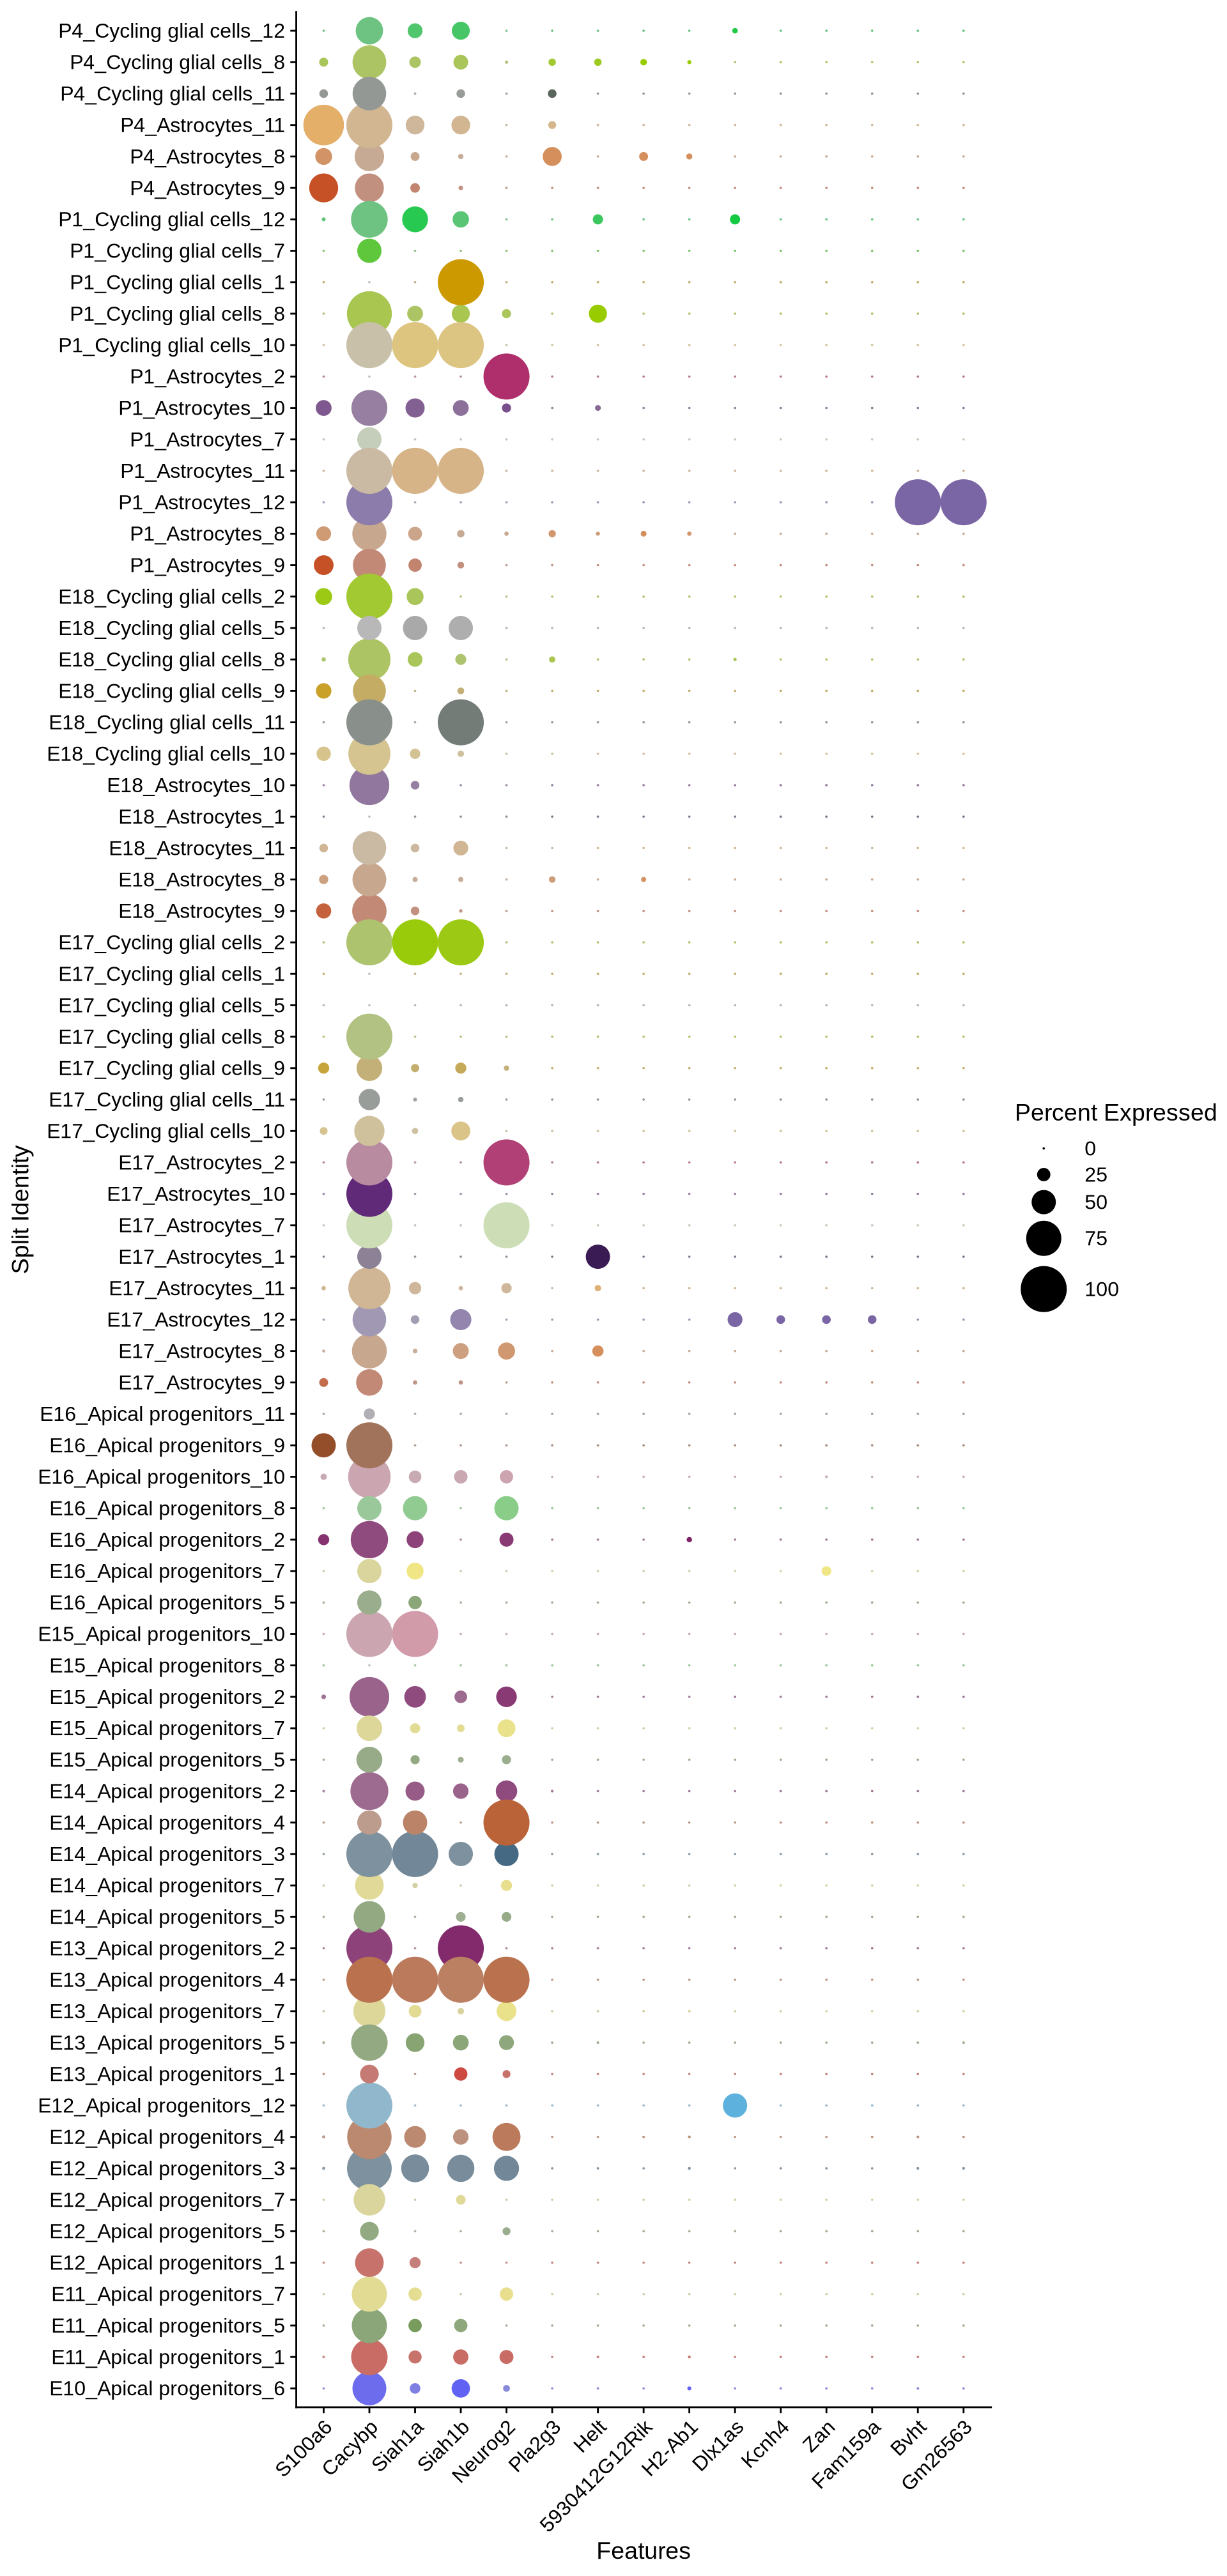 P4_Cycling glial cells_12
P4_Cycling glial cells_8
P4_Cycling glial cells_11
P4_Astrocytes_11
P4_Astrocytes_8
P4_Astrocytes_9
P1_Cycling glial cells_12
P1_Cycling glial cells_7
P1_Cycling glial cells_1
P1_Cycling glial cells_8
P1_Cycling glial cells_10
P1_Astrocytes_2
P1_Astrocytes_10
P1_Astrocytes_7
P1_Astrocytes_11
P1_Astrocytes_12
P1_Astrocytes_8
P1_Astrocytes_9
E18_Cycling glial cells_2
E18_Cycling glial cells_5
E18_Cycling glial cells_8
E18_Cycling glial cells_9
E18_Cycling glial cells_11
E18_Cycling glial cells_10
E18_Astrocytes_10
E18_Astrocytes_1
E18_Astrocytes_11
E18_Astrocytes_8
E18_Astrocytes_9
E17_Cycling glial cells_2
E17_Cycling glial cells_1
E17_Cycling glial cells_5
E17_Cycling glial cells_8
E17_Cycling glial cells_9
E17_Cycling glial cells_11
E17_Cycling glial cells_10
E17_Astrocytes_2
E17_Astrocytes_10
E17_Astrocytes_7
E17_Astrocytes_1
E17_Astrocytes_11
E17_Astrocytes_12
E17_Astrocytes_8
E17_Astrocytes_9
E16_Apical progenitors_11
E16_Apical progenitors_9
E16_Apical progenitors_10
E16_Apical progenitors_8
E16_Apical progenitors_2
E16_Apical progenitors_7
E16_Apical progenitors_5
E15_Apical progenitors_10
E15_Apical progenitors_8
E15_Apical progenitors_2
E15_Apical progenitors_7
E15_Apical progenitors_5
E14_Apical progenitors_2
E14_Apical progenitors_4
E14_Apical progenitors_3
E14_Apical progenitors_7
E14_Apical progenitors_5
E13_Apical progenitors_2
E13_Apical progenitors_4
E13_Apical progenitors_7
E13_Apical progenitors_5
E13_Apical progenitors_1
E12_Apical progenitors_12
E12_Apical progenitors_4
E12_Apical progenitors_3
E12_Apical progenitors_7
E12_Apical progenitors_5
E12_Apical progenitors_1
E11_Apical progenitors_7
E11_Apical progenitors_5
E11_Apical progenitors_1
E10_Apical progenitors_6
Split Identity
S100a6
Cacybp
Siah1a
Siah1b
Neurog2
Pla2g3
Helt
5930412G12Rik
H2-Ab1
Dlx1as
Kcnh4
Zan
Fam159a
Bvht
Gm26563
Features
Percent Expressed
0
25
50
75
100